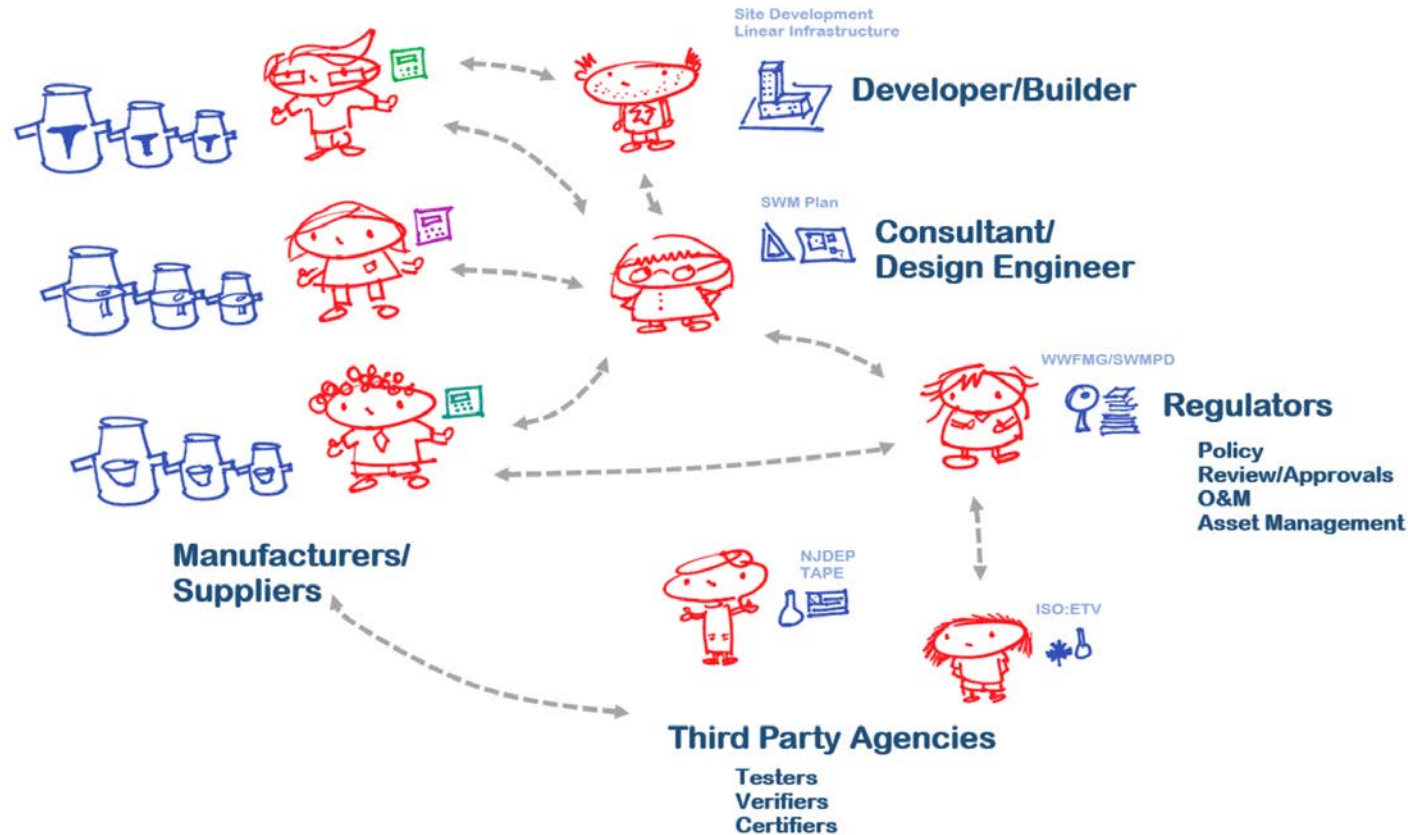 Site Development
Linear Infrastructure
Developer/Builder
SWM Plan
Consultant/
Design Engineer
WWFMG/SWMPD
Regulators
Policy
Review/Approvals
O&M
Asset Management
Manufacturers/
Suppliers
NJDEP
TAPE
ISO:ETV
Third Party Agencies
Testers
Verifiers
Certifiers